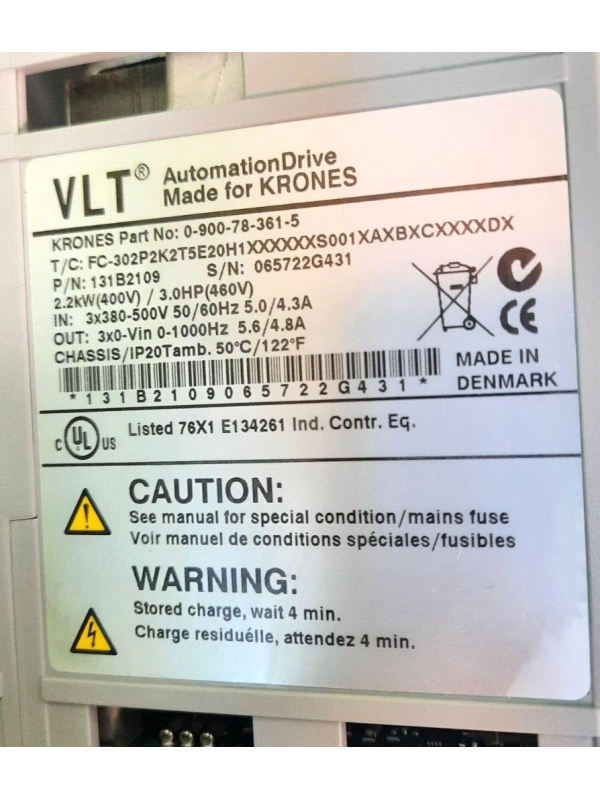 VLT® AutomationDrive
Made for KRONES
KRONES Part No: 0-900-78-361-5
T/C: FC-302P2K2T5E20H1XXXXXXS001XAXBXCXXXXDX
P/N: 131B2109 S/N: 065722G431
2.2kW(400V) / 3.0HP(460V)
IN: 3x380-500V 50/60Hz 5.0/4.3A
OUT: 3x0-Vin 0-1000Hz 5.6/4.8A
CHASSIS/IP20Tamb. 50°C/122°F
*131B2109065722G431*
CE
MADE IN
DENMARK
c UL US Listed 76X1 E134261 Ind. Contr. Eq.
CAUTION:
See manual for special condition/mains fuse
Voir manuel de conditions spéciales/fusibles
WARNING:
Stored charge, wait 4 min.
Charge residuélle, attendez 4 min.